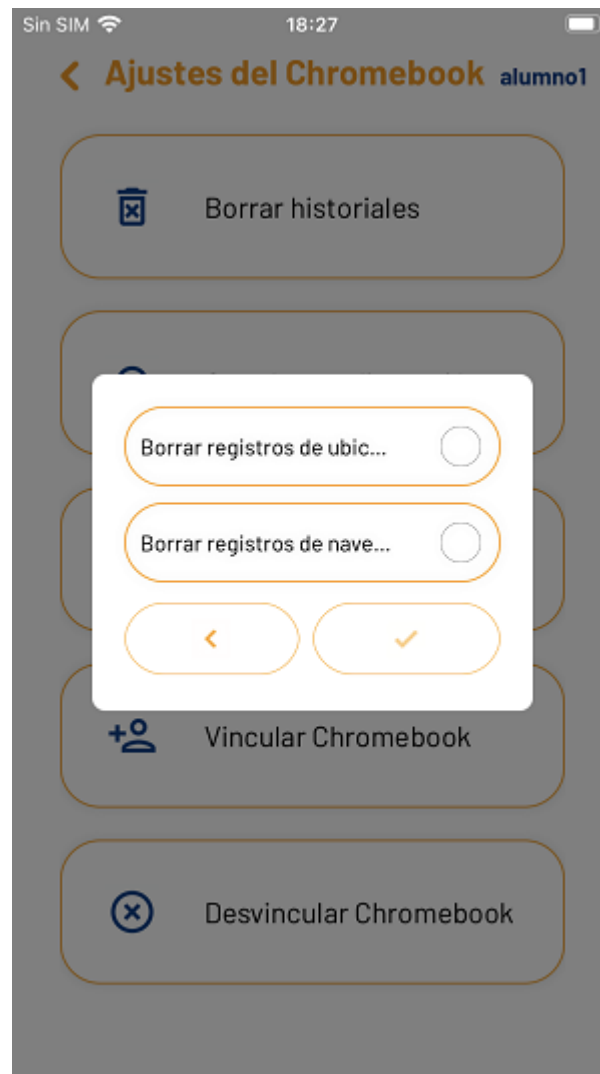 Sin SIM 18:27
Ajustes del Chromebook alumno1
Borrar historiales
Borrar registros de ubic...
Borrar registros de nave...
Vincular Chromebook
Desvincular Chromebook